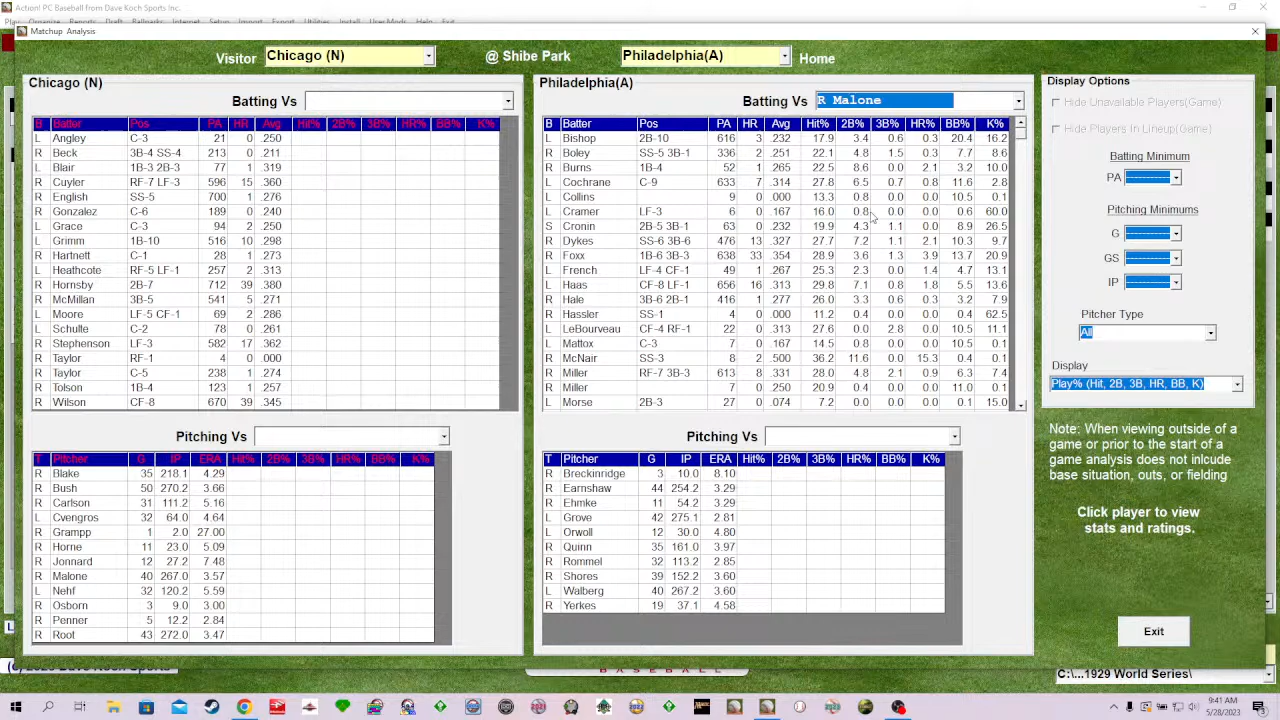 Action! PC Baseball from Dave Koch Sports Inc.
Play Organize Reports Draft Ballparks Internet Setup Import Export Utilities Install User Mods Help Exit
Matchup Analysis
Visitor Chicago (N) @ Shibe Park Philadelphia(A) Home
Chicago (N)
Batting Vs
B Batter Pos PA HR Avg Hit% 2B% 3B% HR% BB% K%
L Angley C-3 21 0 .250
R Beck 3B-4 SS-4 213 0 .211
L Blair 1B-3 2B-3 77 1 .319
R Cuyler RF-7 LF-3 596 15 .360
R English SS-5 700 1 .276
R Gonzalez C-6 189 0 .240
R Grace C-3 94 2 .250
L Grimm 1B-10 516 10 .298
R Hartnett C-1 28 1 .273
L Heathcote RF-5 LF-1 257 2 .313
R Hornsby 2B-7 712 39 .380
R McMillan 3B-5 541 5 .271
L Moore LF-5 CF-1 69 2 .286
L Schulte C-2 78 0 .261
R Stephenson LF-3 582 17 .362
R Taylor RF-1 4 0 .000
R Taylor C-5 238 1 .274
R Tolson 1B-4 123 1 .257
R Wilson CF-8 670 39 .345
Pitching Vs
T Pitcher G IP ERA Hit% 2B% 3B% HR% BB% K%
R Blake 35 218.1 4.29
R Bush 50 270.2 3.66
R Carlson 31 111.2 5.16
L Cvengros 32 64.0 4.64
R Grampp 1 2.0 27.00
R Horne 11 23.0 5.09
R Jonnard 12 27.2 7.48
R Malone 40 267.0 3.57
L Nehf 32 120.2 5.59
R Osborn 3 9.0 3.00
R Penner 5 12.2 2.84
R Root 43 272.0 3.47
Philadelphia(A)
Batting Vs R Malone
B Batter Pos PA HR Avg Hit% 2B% 3B% HR% BB% K%
L Bishop 2B-10 616 3 .232 17.9 3.4 0.6 0.3 20.4 16.2
R Boley SS-5 3B-1 336 2 .251 22.1 4.8 1.5 0.3 7.7 8.6
R Burns 1B-4 52 1 .265 22.5 8.6 0.0 2.1 3.4 10.0
L Cochrane C-9 633 7 .314 27.8 6.5 0.7 0.3 11.6 2.8
L Collins 9 0 .000 13.3 0.8 0.0 10.5 0.1
L Cramer LF-3 6 0 .167 16.0 0.8 0.0 0.0 0.6 60.0
S Cronin 2B-5 3B-1 63 0 .232 19.9 4.3 1.1 6.9 26.5
R Dykes SS-6 3B-6 476 13 .327 27.7 7.2 1.1 2.1 10.3 9.7
R Foxx 1B-6 3B-3 638 33 .354 28.9 3.6 1.3 3.9 13.7 20.9
L French LF-4 CF-1 49 1 .267 25.3 2.3 0.0 1.4 4.7 13.1
L Haas CF-8 LF-1 656 16 .313 29.6 7.1 0.8 1.8 3.5 13.6
R Hale 3B-6 2B-1 416 1 .277 26.0 3.3 7.9
R Hassler SS-1 4 0 .000 11.2 0.4 0.0 0.0 0.4 62.5
R LeBourveau CF-4 RF-1 22 0 .313 27.6 0.0 2.8 0.0 10.5 11.1
R Mattox C-3 7 0 .167 14.5 0.8 0.0 0.0 10.5 0.1
R McNair SS-3 8 2 .500 11.6 0.4 0.1
R Miller RF-7 3B-3 613 8 .331 28.0 4.8 2.1 0.9 6.3 7.4
R Miller 7 0 .250 20.9 0.4 0.0 0.0 11.0 0.1
R Morse 2B-3 27 0 .074 7.2 0.4 0.0 0.0 0.1 15.0
Pitching Vs
T Pitcher G IP ERA Hit% 2B% 3B% HR% BB% K%
R Breckinridge 3 10.0 8.10
R Earnshaw 44 254.2 3.29
R Ehmke 11 54.2 3.29
L Grove 42 275.1 2.81
L Orwoll 12 30.0 4.80
R Quinn 35 161.0 3.97
R Rommel 32 113.2 2.85
R Shores 39 152.2 3.60
L Walberg 40 267.2 3.60
R Yerkes 19 37.1 4.58
Display Options
Batting Minimum
PA
Pitching Minimums
G
GS
IP
Pitcher Type
All
Display
Play% (Hit, 2B, 3B, HR, BB, K)
Note: When viewing outside of a
game or prior to the start of a
game matchup does not inlcude
base situation, outs, or fielding
Click player to view
stats and ratings.
Exit
BASEBALL
C:\...1929 World Series\
9:41 AM
5/28/2023